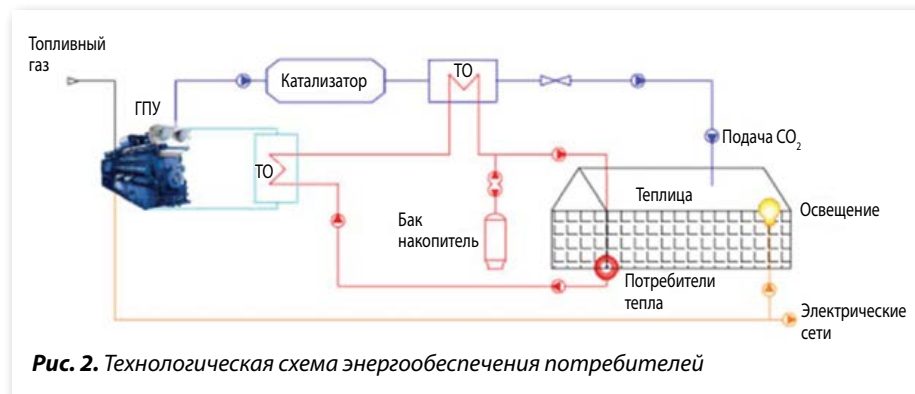 Топливный
газ
ГПУ
Катализатор
ТО
ТО
Подача CO₂
Теплица
Освещение
Бак
накопитель
Потребители
тепла
Электрические
сети
Рис. 2. Технологическая схема энергообеспечения потребителей